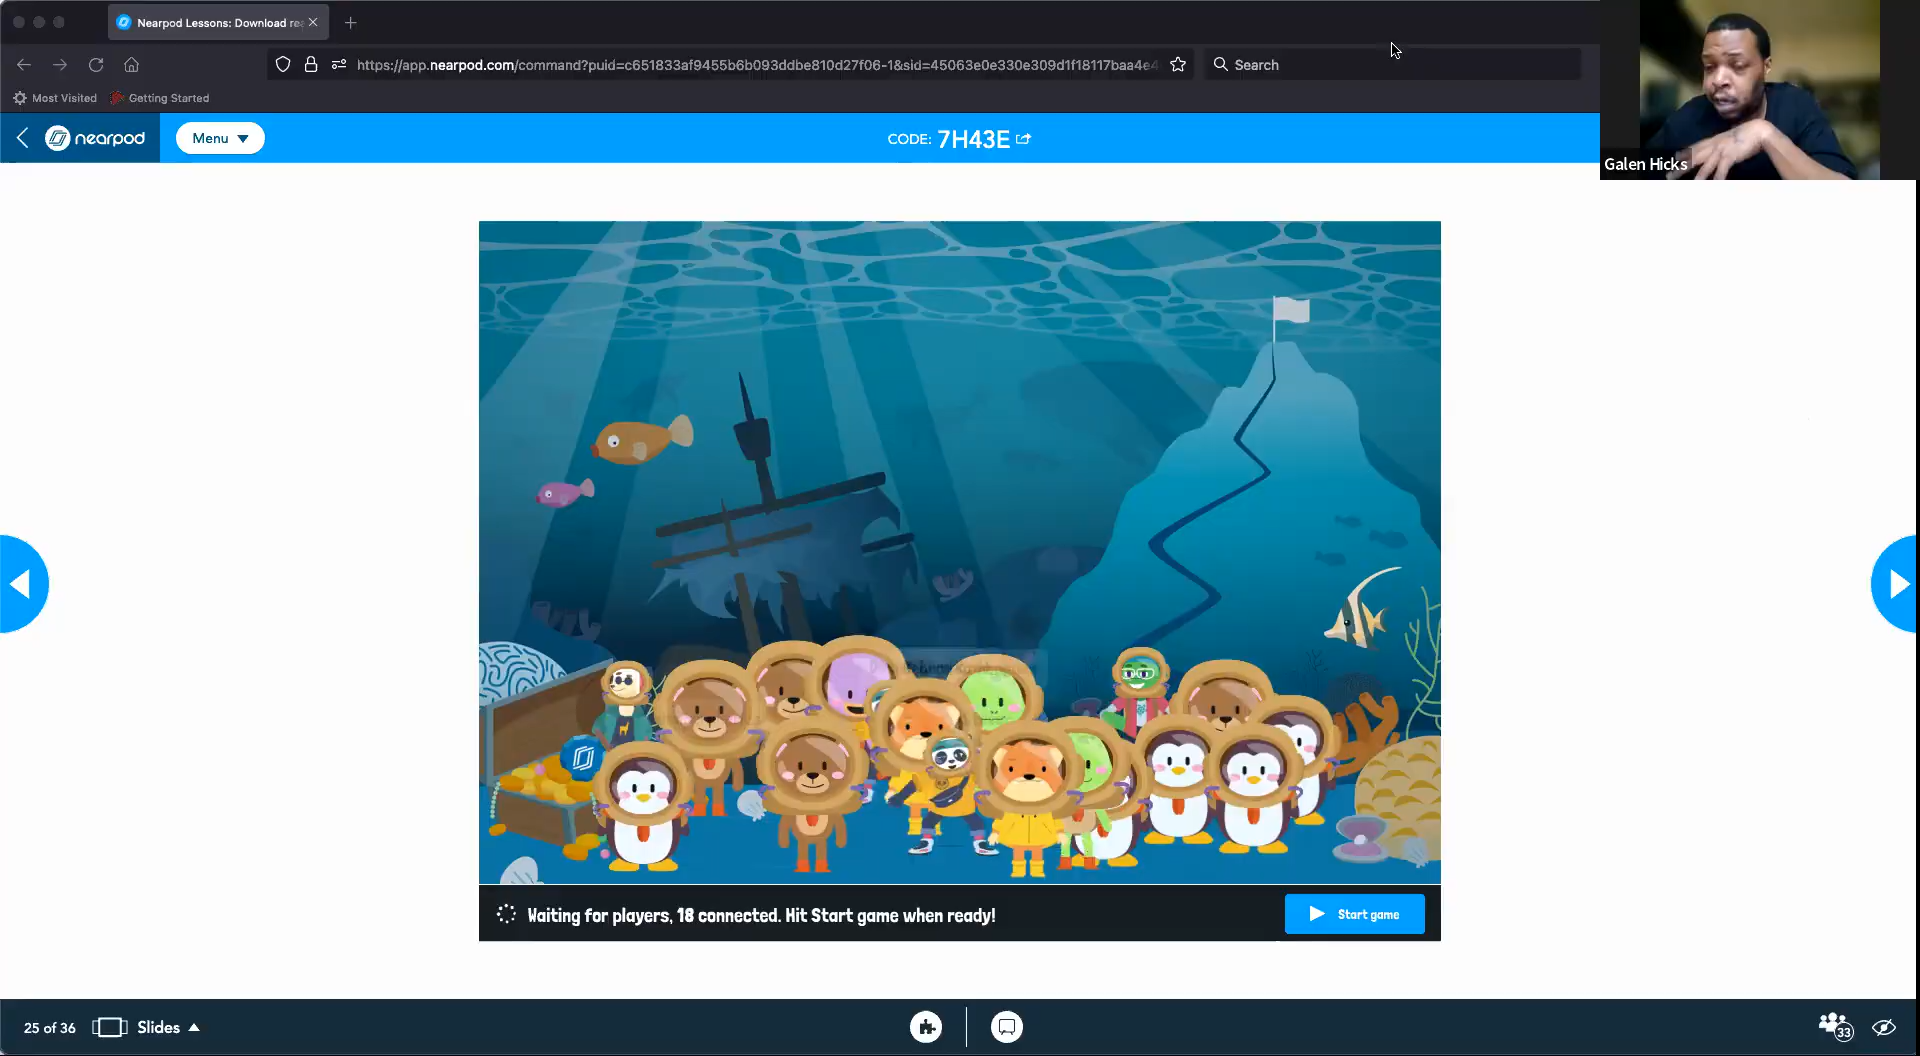 Nearpod Lessons: Download
https://app.nearpod.com/command?puid=c651833af9455b6b093ddbe810d27f06-1&sid=45063e0e330e309d1f18117baa4e4
Search
Most Visited
Getting Started
nearpod
Menu
CODE: 7H43E
Galen Hicks
Waiting for players, 18 connected. Hit Start game when ready!
Start game
25 of 36
Slides
33